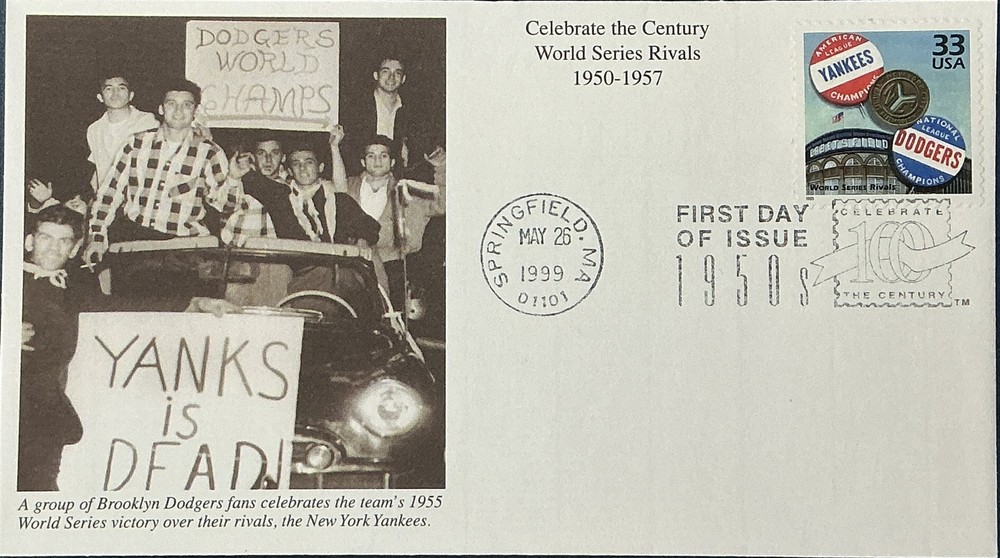 DODGERS
WORLD
CHAMPS
YANKS
iS
DEAD!
A group of Brooklyn Dodgers fans celebrates the team's 1955
World Series victory over their rivals, the New York Yankees.
Celebrate the Century
World Series Rivals
1950-1957
AMERICAN
LEAGUE
YANKEES
CHAMPIONS
33
USA
NATIONAL
LEAGUE
DODGERS
CHAMPIONS
EBBETS FIELD
World Series Rivals
SPRINGFIELD, MA
MAY 26
1999
01101
FIRST DAY
OF ISSUE
1950s
CELEBRATE
100
THE CENTURY
TM